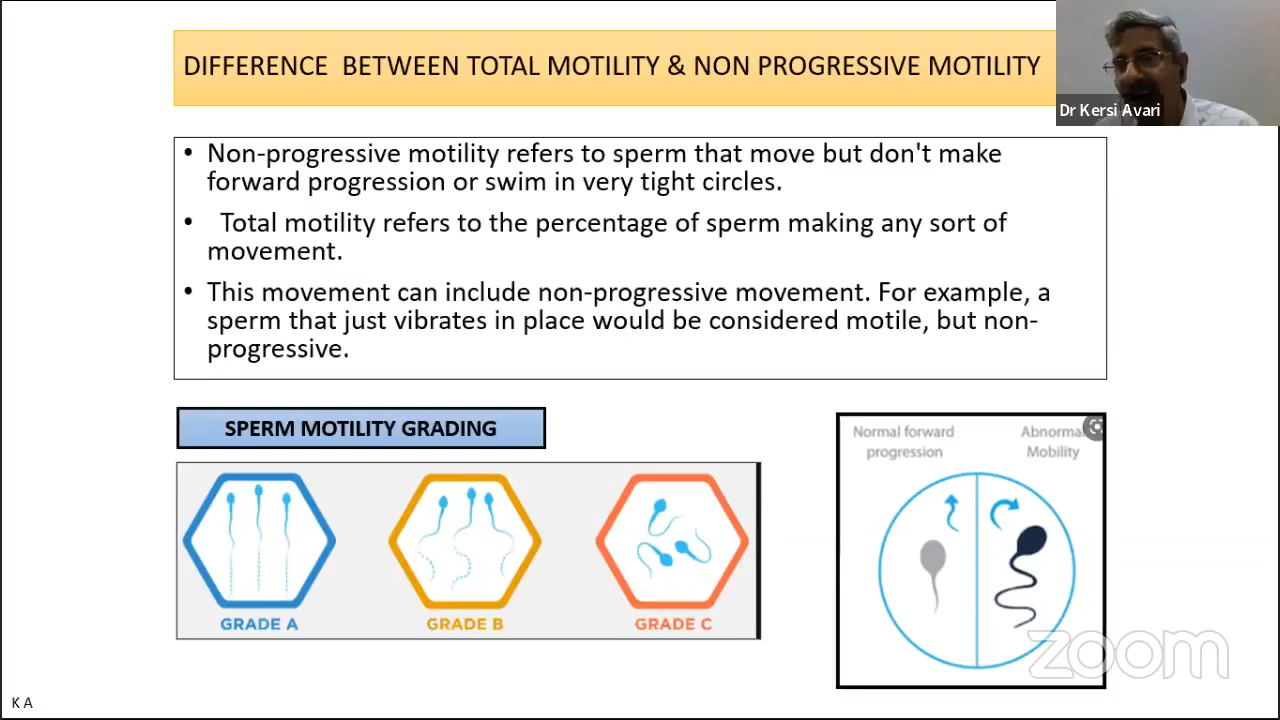 DIFFERENCE BETWEEN TOTAL MOTILITY & NON PROGRESSIVE MOTILITY
Dr Kersi Avari
• Non-progressive motility refers to sperm that move but don't make
forward progression or swim in very tight circles.
• Total motility refers to the percentage of sperm making any sort of
movement.
• This movement can include non-progressive movement. For example, a
sperm that just vibrates in place would be considered motile, but non-
progressive.
SPERM MOTILITY GRADING
GRADE A
GRADE B
GRADE C
Normal forward
progression
Abnorma
Mobility
zoom
K A